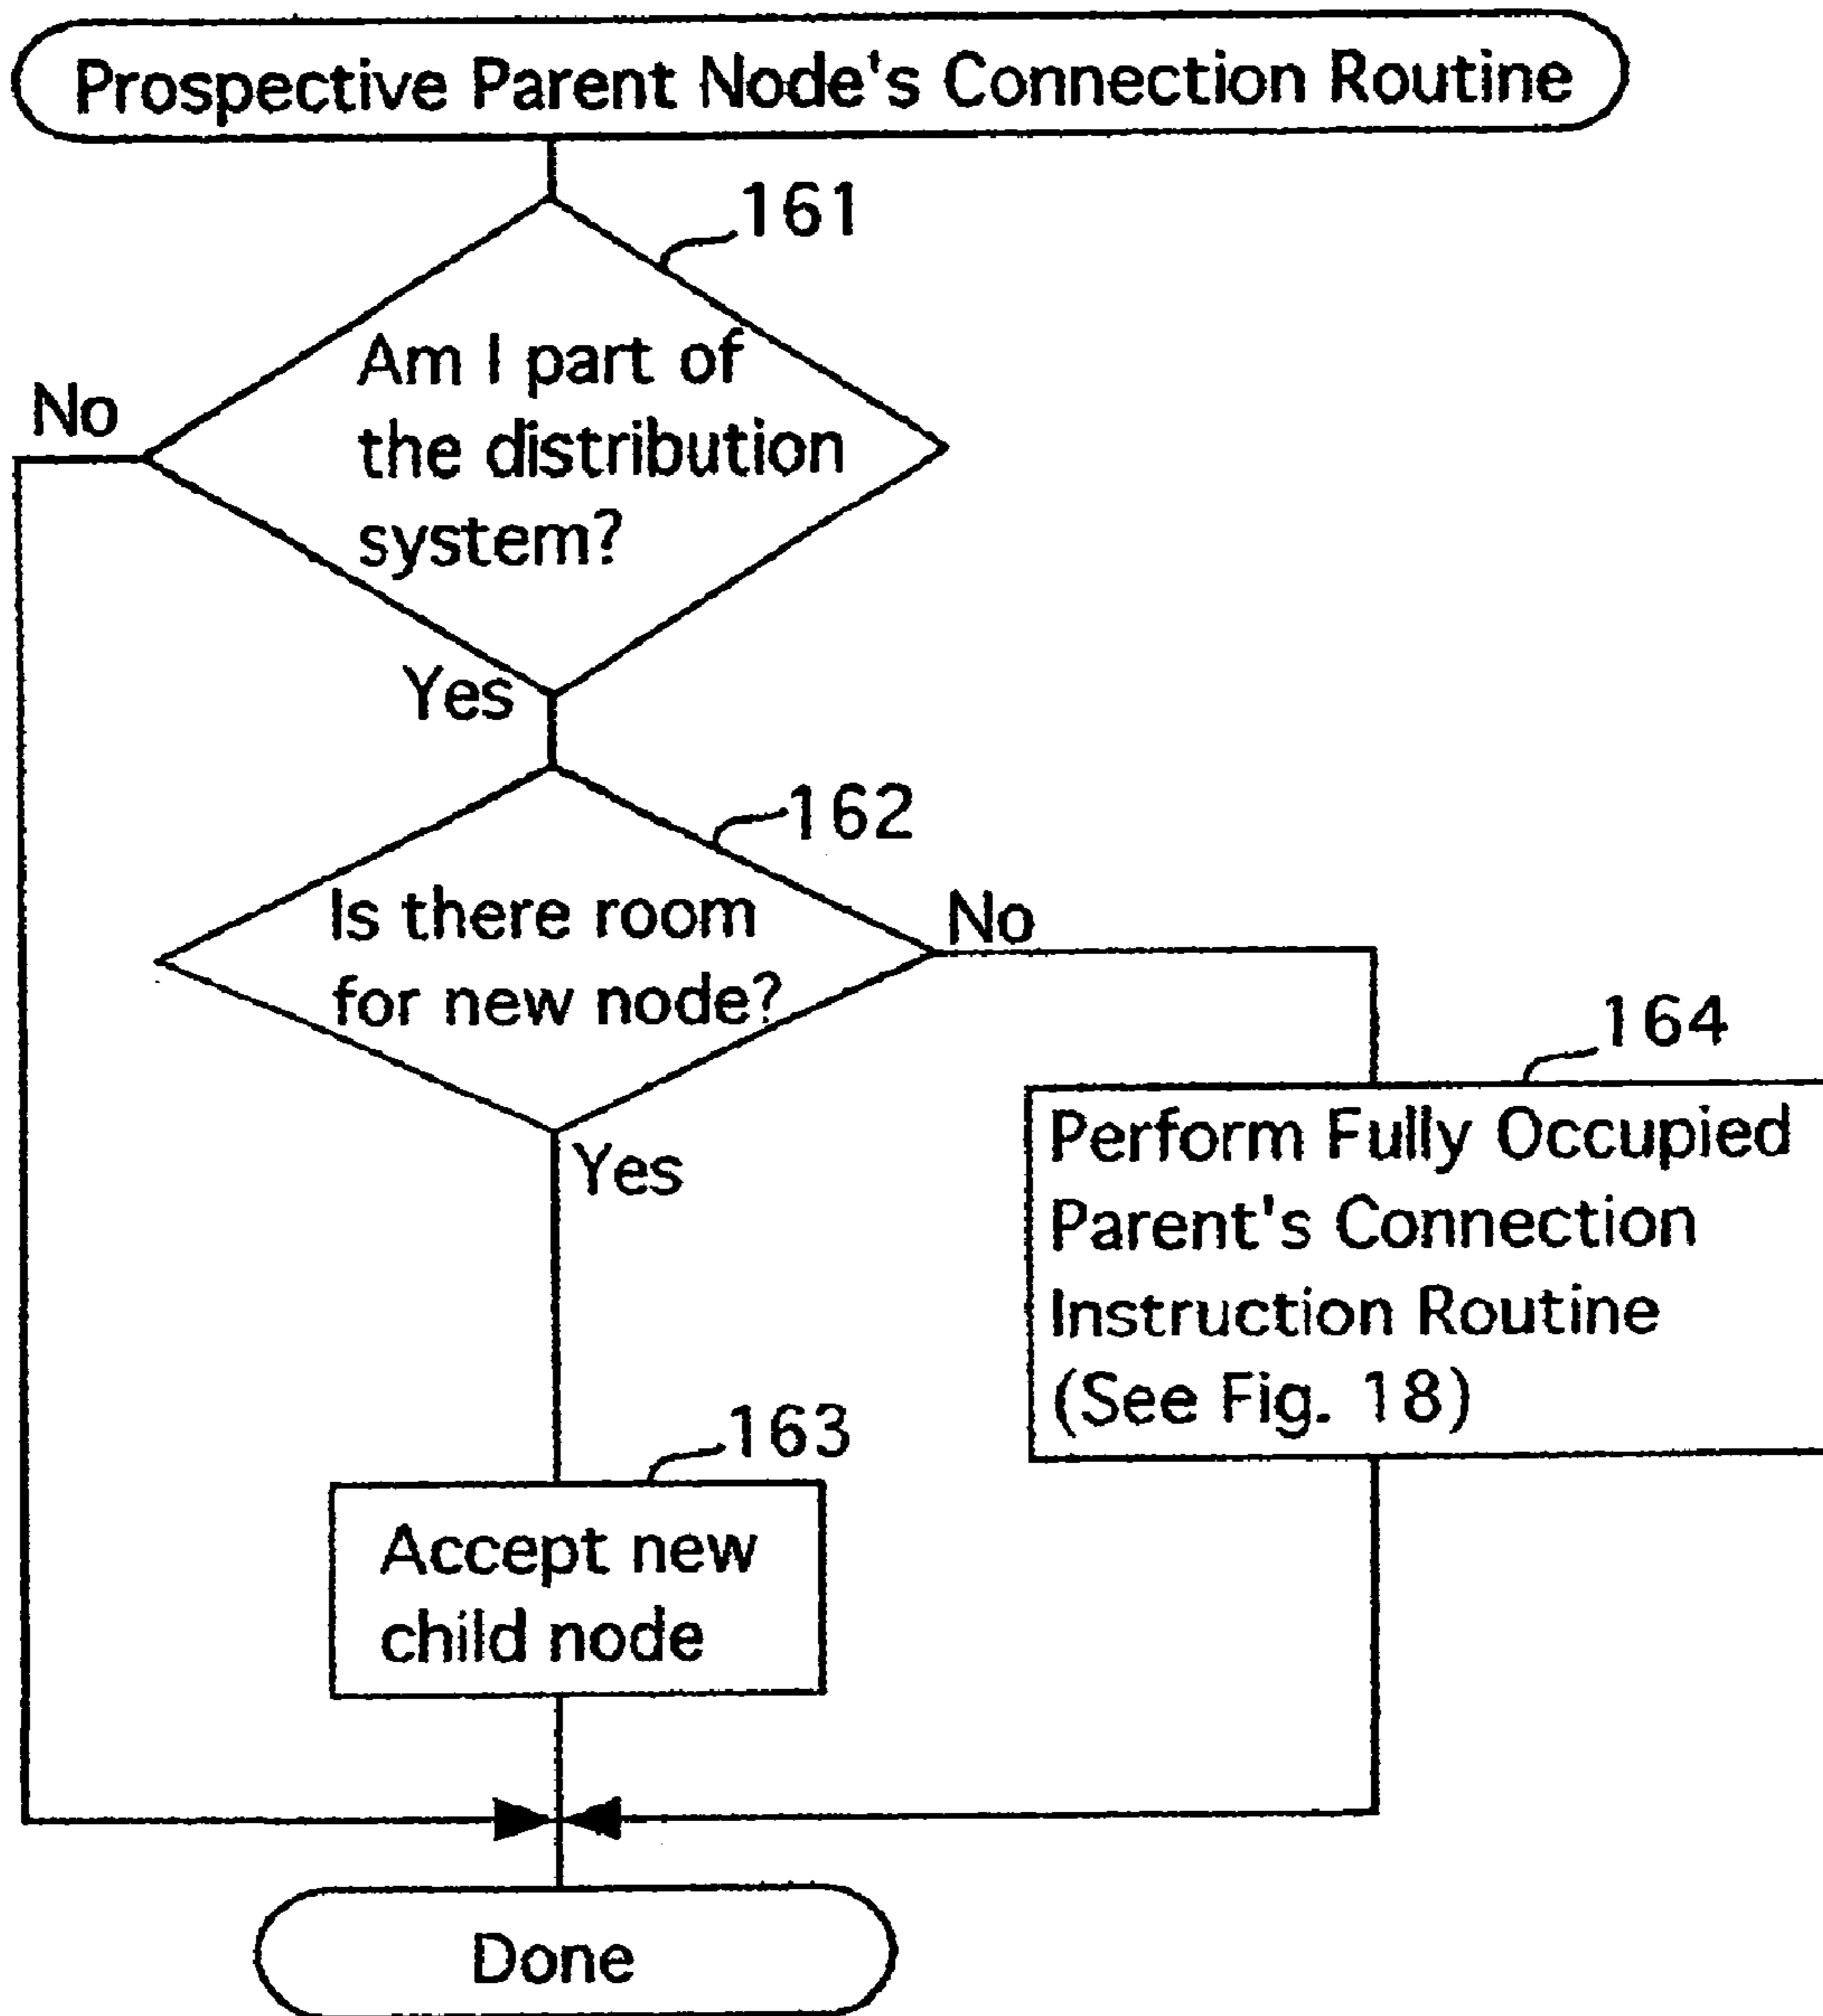 Prospective Parent Node's Connection Routine
161
Am I part of
the distribution
system?
No
Yes
162
Is there room
for new node?
No
Yes
164
Perform Fully Occupied
Parent's Connection
Instruction Routine
(See Fig. 18)
163
Accept new
child node
Done